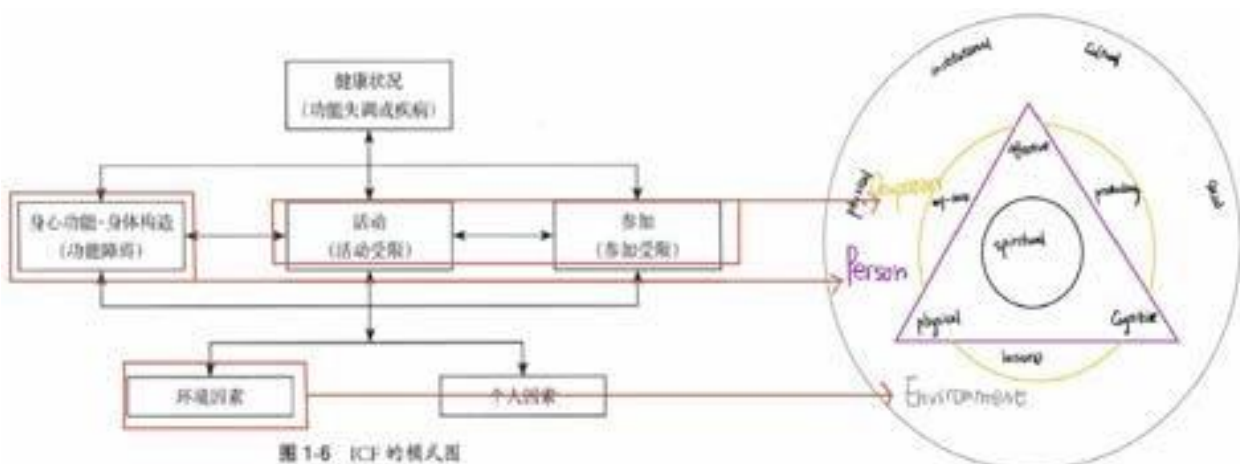 健康状况
(功能失调或疾病)
身心功能·身体构造
(功能障碍)
活动
(活动受限)
参加
(参加受限)
环境因素
个人因素
图 1-6 ICF 的模式图
institutional
cultural
physical
social
affective
self-care
productivity
spiritual
Person
physical
Cognitive
leisure
Environment